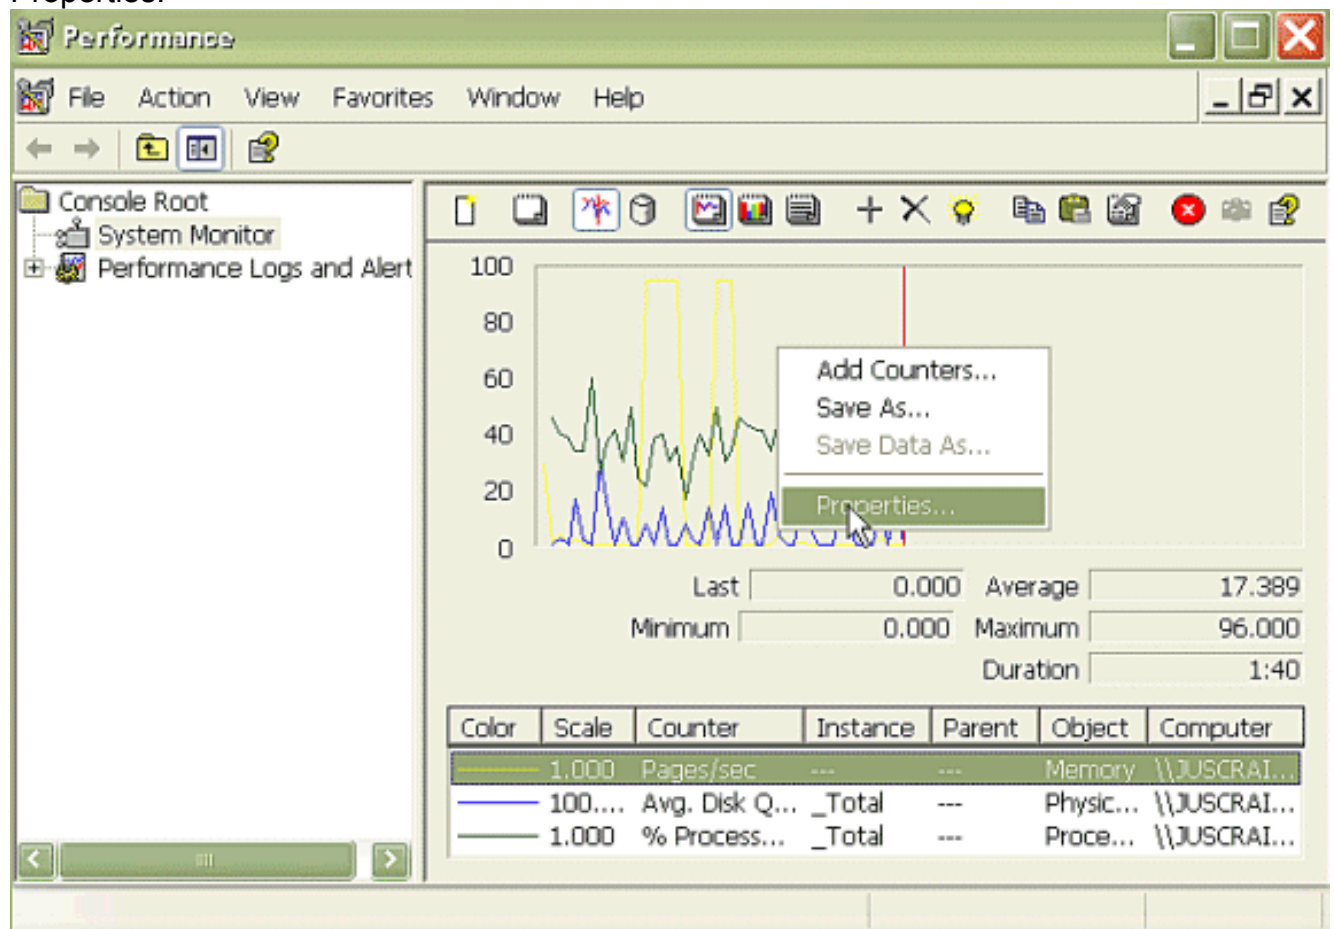 Properties.
Performance
File Action View Favorites Window Help
Console Root
System Monitor
Performance Logs and Alert
100
80
60
40
20
0
Add Counters...
Save As...
Save Data As...
Properties...
Last 0.000 Average 17.389
Minimum 0.000 Maximum 96.000
Duration 1:40
Color Scale Counter Instance Parent Object Computer
1.000 Pages/sec --- --- Memory \\JUSCRAI...
100.... Avg. Disk Q... _Total --- Physic... \\JUSCRAI...
1.000 % Process... _Total --- Proce... \\JUSCRAI...